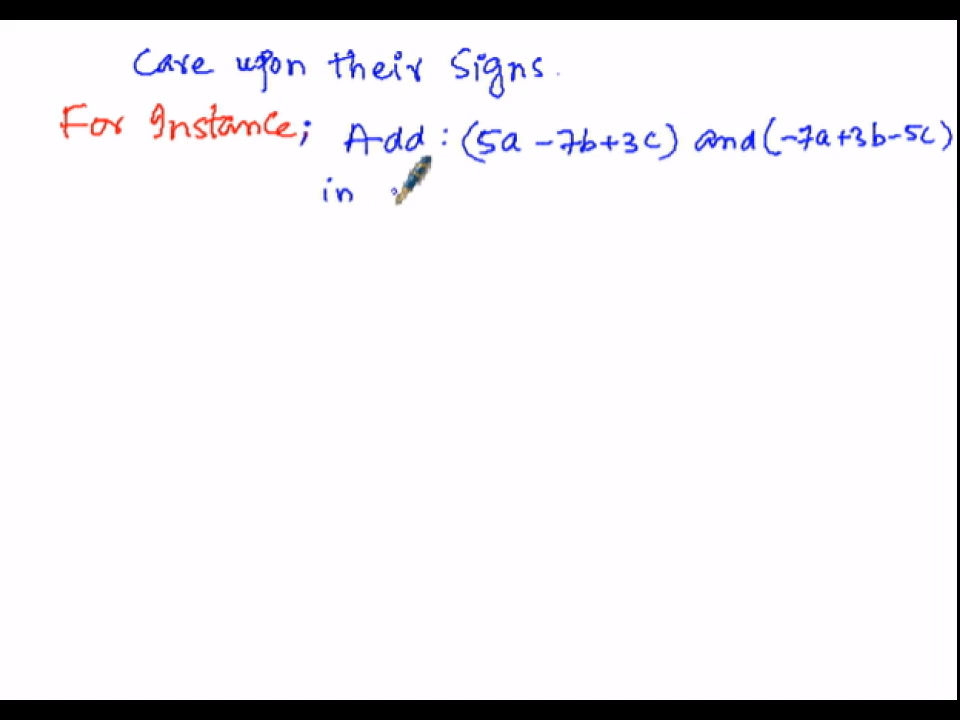 Care upon their Signs.
For Instance; Add : (5a - 7b + 3c) and (-7a + 3b - 5c)
in